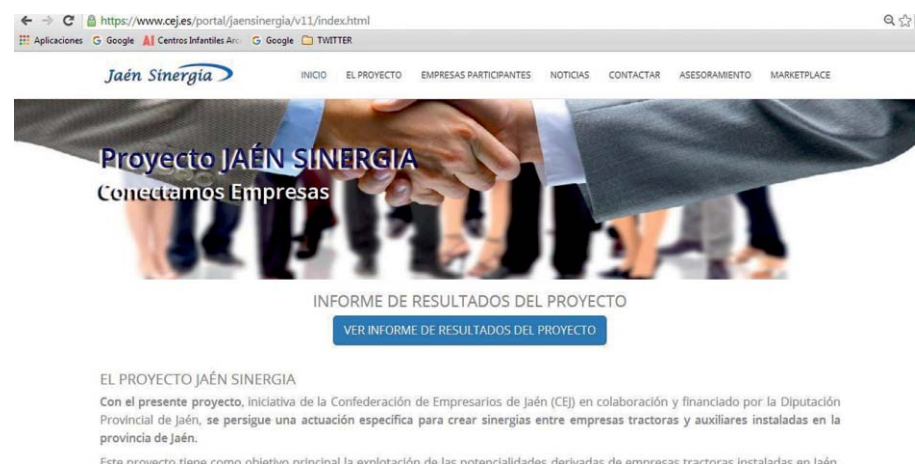 https://www.cej.es/portal/jaensinergia/v11/index.html
Aplicaciones Google Centros Infantiles Arc Google TWITTER
Jaén Sinergia INICIO EL PROYECTO EMPRESAS PARTICIPANTES NOTICIAS CONTACTAR ASESORAMIENTO MARKETPLACE
Proyecto JAÉN SINERGIA
Conectamos Empresas
INFORME DE RESULTADOS DEL PROYECTO
VER INFORME DE RESULTADOS DEL PROYECTO
EL PROYECTO JAÉN SINERGIA
Con el presente proyecto, iniciativa de la Confederación de Empresarios de Jaén (CEJ) en colaboración y financiado por la Diputación
Provincial de Jaén, se persigue una actuación específica para crear sinergias entre empresas tractoras y auxiliares instaladas en la
provincia de Jaén.
Este proyecto tiene como objetivo principal la explotación de las potencialidades derivadas de empresas tractoras instaladas en Jaén,